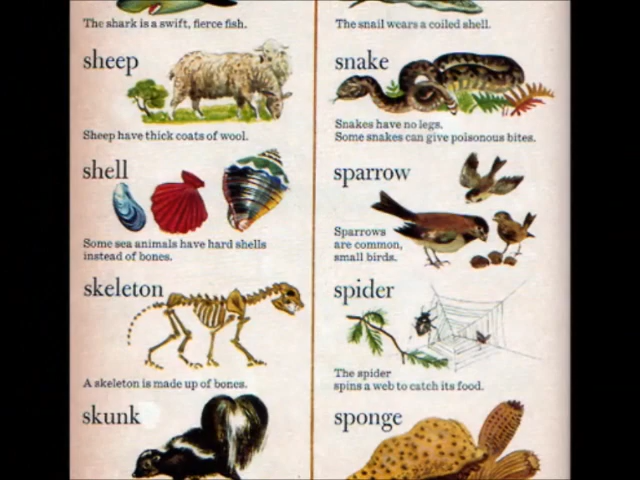 The shark is a swift, fierce fish.
sheep
Sheep have thick coats of wool.
shell
Some sea animals have hard shells
instead of bones.
skeleton
A skeleton is made up of bones.
skunk
The snail wears a coiled shell.
snake
Snakes have no legs.
Some snakes can give poisonous bites.
sparrow
Sparrows
are common,
small birds.
spider
The spider
spins a web to catch its food.
sponge